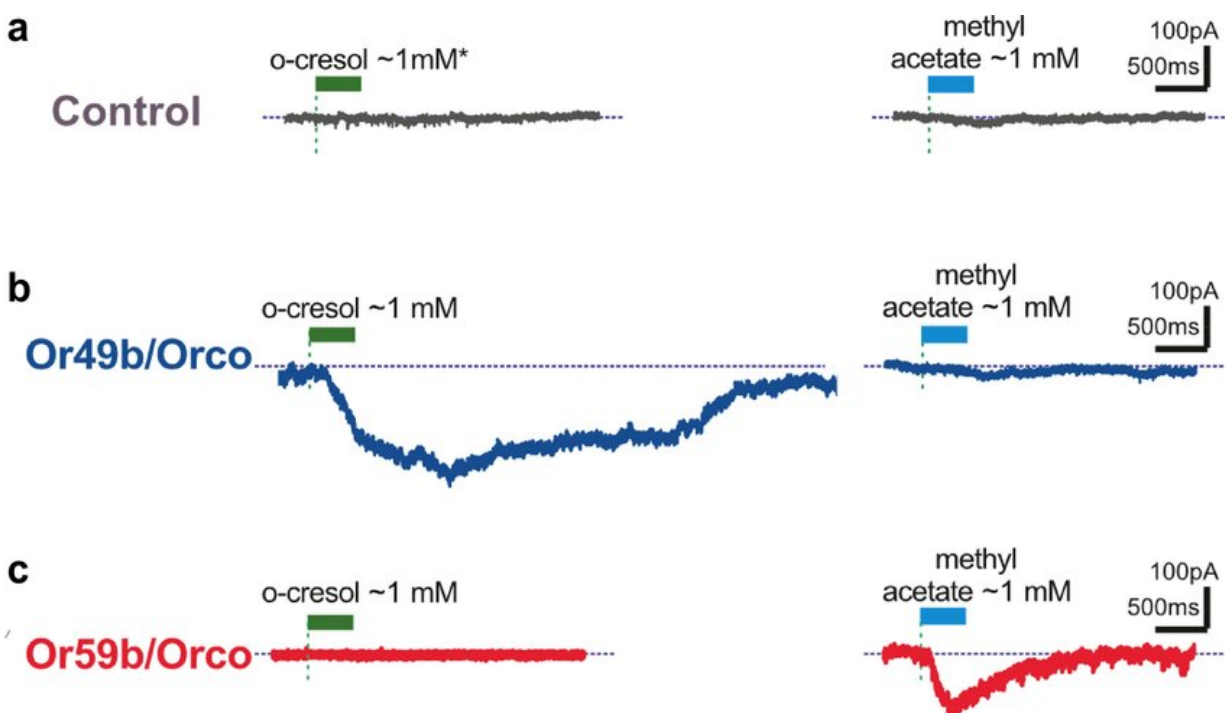 a
Control
o-cresol ~1mM*
methyl
acetate ~1 mM
100pA
500ms
b
Or49b/Orco
o-cresol ~1 mM
methyl
acetate ~1 mM
100pA
500ms
c
Or59b/Orco
o-cresol ~1 mM
methyl
acetate ~1 mM
100pA
500ms